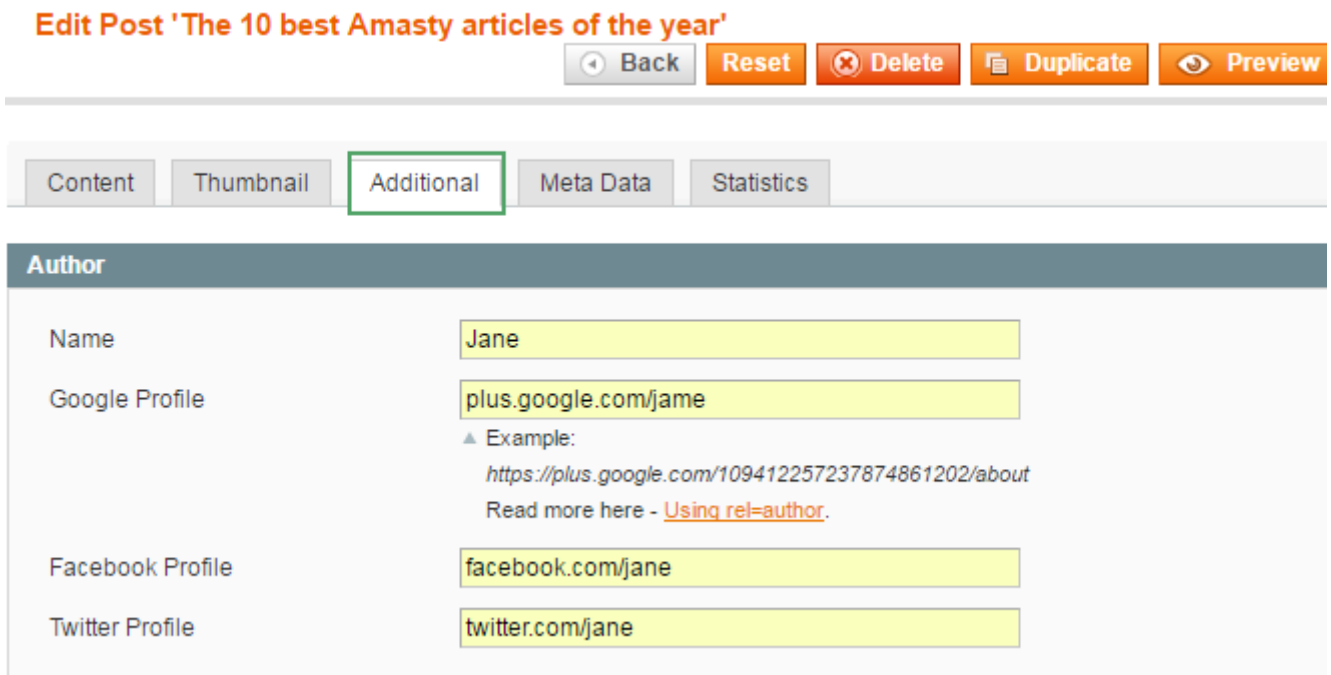 Edit Post 'The 10 best Amasty articles of the year'
Back Reset Delete Duplicate Preview
Content Thumbnail Additional Meta Data Statistics
Author
Name Jane
Google Profile plus.google.com/jame
Example:
https://plus.google.com/109412257237874861202/about
Read more here - Using rel=author.
Facebook Profile facebook.com/jane
Twitter Profile twitter.com/jane